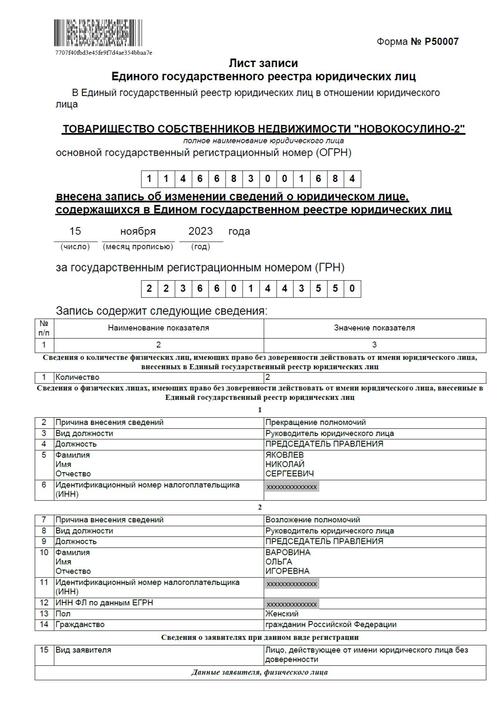 7707f40fbd3e45fe9f7d4ae354bbaa7e
Форма № Р50007
Лист записи
Единого государственного реестра юридических лиц
В Единый государственный реестр юридических лиц в отношении юридического
лица
ТОВАРИЩЕСТВО СОБСТВЕННИКОВ НЕДВИЖИМОСТИ "НОВОКОСУЛИНО-2"
полное наименование юридического лица
основной государственный регистрационный номер (ОГРН)
1 1 4 6 6 8 3 0 0 1 6 8 4
внесена запись об изменении сведений о юридическом лице,
содержащихся в Едином государственном реестре юридических лиц
15 ноября 2023 года
(число) (месяц прописью) (год)
за государственным регистрационным номером (ГРН)
2 2 3 6 6 0 1 4 4 3 5 5 0
Запись содержит следующие сведения:
№ п/п Наименование показателя Значение показателя
1 2 3
Сведения о количестве физических лиц, имеющих право без доверенности действовать от имени юридического лица,
внесенных в Единый государственный реестр юридических лиц
1 Количество 2
Сведения о физических лицах, имеющих право без доверенности действовать от имени юридического лица, внесенные в
Единый государственный реестр юридических лиц
1
2 Причина внесения сведений Прекращение полномочий
3 Вид должности Руководитель юридического лица
4 Должность ПРЕДСЕДАТЕЛЬ ПРАВЛЕНИЯ
5 Фамилия ЯКОВЛЕВ
Имя НИКОЛАЙ
Отчество СЕРГЕЕВИЧ
6 Идентификационный номер налогоплательщика xxxxxxxxxxxxxx
(ИНН)
2
7 Причина внесения сведений Возложение полномочий
8 Вид должности Руководитель юридического лица
9 Должность ПРЕДСЕДАТЕЛЬ ПРАВЛЕНИЯ
10 Фамилия ВАРОВИНА
Имя ОЛЬГА
Отчество ИГОРЕВНА
11 Идентификационный номер налогоплательщика xxxxxxxxxxxxxx
(ИНН)
12 ИНН ФЛ по данным ЕГРН xxxxxxxxxxxxxx
13 Пол Женский
14 Гражданство гражданин Российской Федерации
Сведения о заявителях при данном виде регистрации
15 Вид заявителя Лицо, действующее от имени юридического лица без
доверенности
Данные заявителя, физического лица